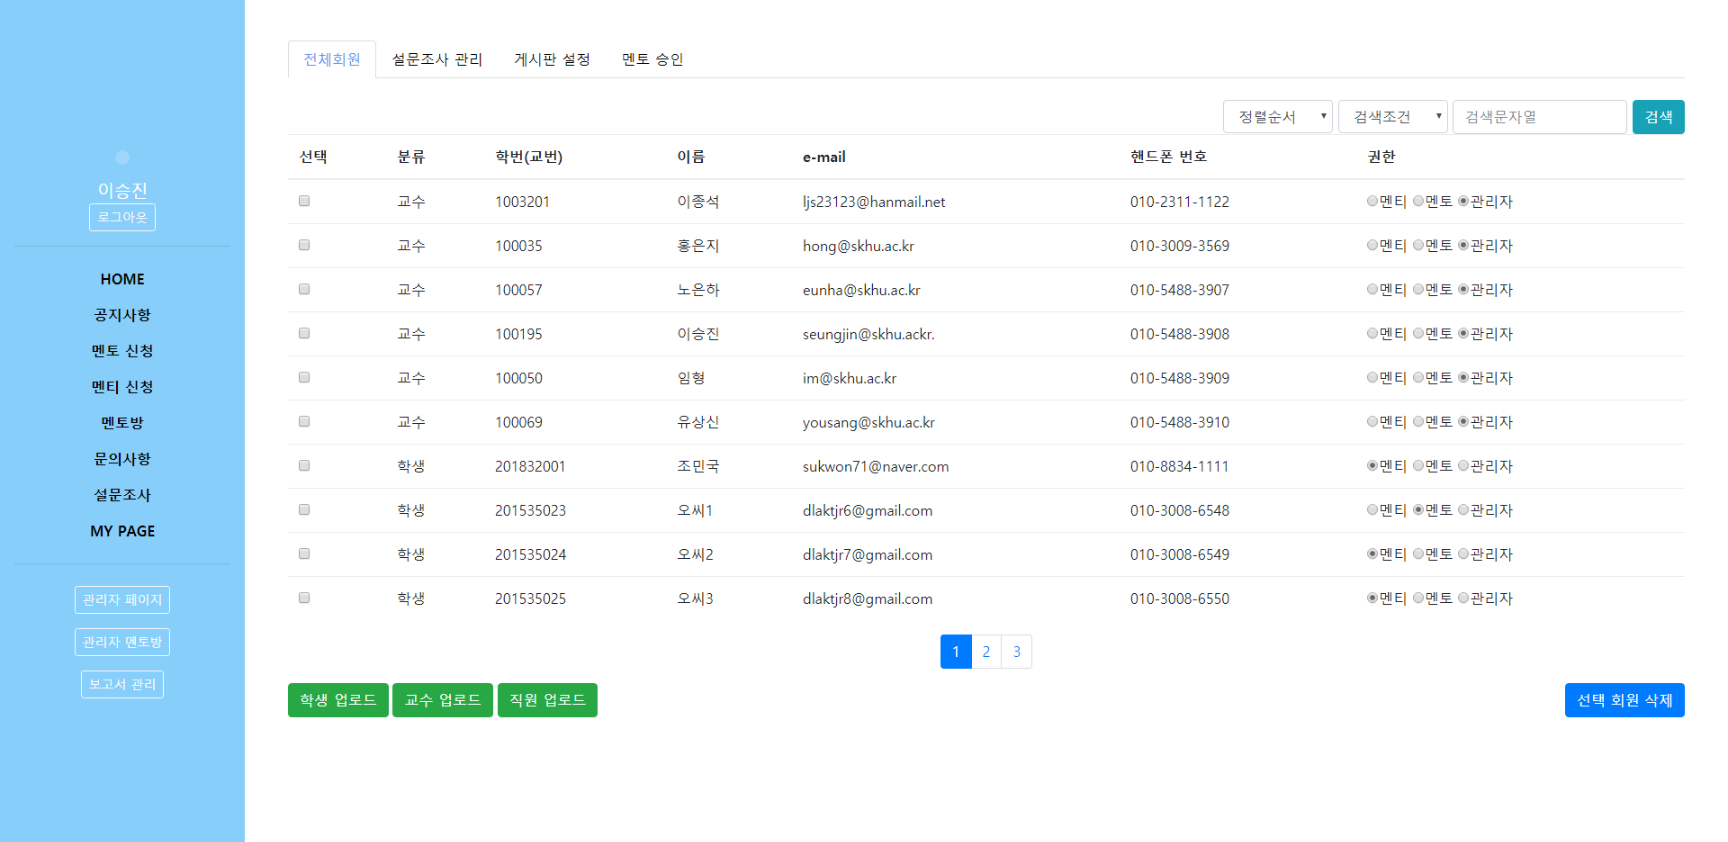 이승진
로그아웃
HOME
공지사항
멘토 신청
멘티 신청
멘토방
문의사항
설문조사
MY PAGE
관리자 페이지
관리자 멘토방
보고서 관리
전체회원 설문조사 관리 게시판 설정 멘토 승인
정렬순서 검색조건 검색문자열 검색
선택 분류 학번(교번) 이름 e-mail 핸드폰 번호 권한
교수 1003201 이종석 ljs23123@hanmail.net 010-2311-1122 멘티 멘토 관리자
교수 100035 홍은지 hong@skhu.ac.kr 010-3009-3569 멘티 멘토 관리자
교수 100057 노은하 eunha@skhu.ac.kr 010-5488-3907 멘티 멘토 관리자
교수 100195 이승진 seungjin@skhu.ackr. 010-5488-3908 멘티 멘토 관리자
교수 100050 임형 im@skhu.ac.kr 010-5488-3909 멘티 멘토 관리자
교수 100069 유상신 yousang@skhu.ac.kr 010-5488-3910 멘티 멘토 관리자
학생 201832001 조민국 sukwon71@naver.com 010-8834-1111 멘티 멘토 관리자
학생 201535023 오씨1 dlaktjr6@gmail.com 010-3008-6548 멘티 멘토 관리자
학생 201535024 오씨2 dlaktjr7@gmail.com 010-3008-6549 멘티 멘토 관리자
학생 201535025 오씨3 dlaktjr8@gmail.com 010-3008-6550 멘티 멘토 관리자
1 2 3
학생 업로드 교수 업로드 직원 업로드 선택 회원 삭제